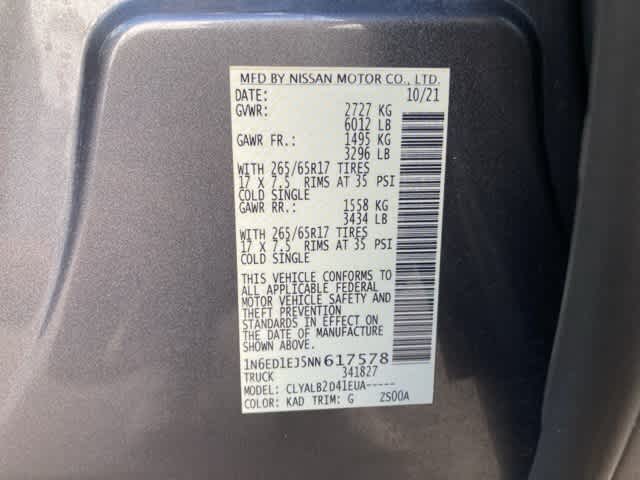 MFD BY NISSAN MOTOR CO., LTD.
DATE: 10/21
GVWR: 2727 KG
6012 LB
GAWR FR.: 1495 KG
3296 LB
WITH 265/65R17 TIRES
17 X 7.5 RIMS AT 35 PSI
COLD SINGLE
GAWR RR.: 1558 KG
3434 LB
WITH 265/65R17 TIRES
17 X 7.5 RIMS AT 35 PSI
COLD SINGLE
THIS VEHICLE CONFORMS TO
ALL APPLICABLE FEDERAL
MOTOR VEHICLE SAFETY AND
THEFT PREVENTION
STANDARDS IN EFFECT ON
THE DATE OF MANUFACTURE
SHOWN ABOVE.
1N6ED1EJ5NN617578
TRUCK 341827
MODEL: CLYALB2D41EUA-----
COLOR: KAD TRIM: G ZS00A